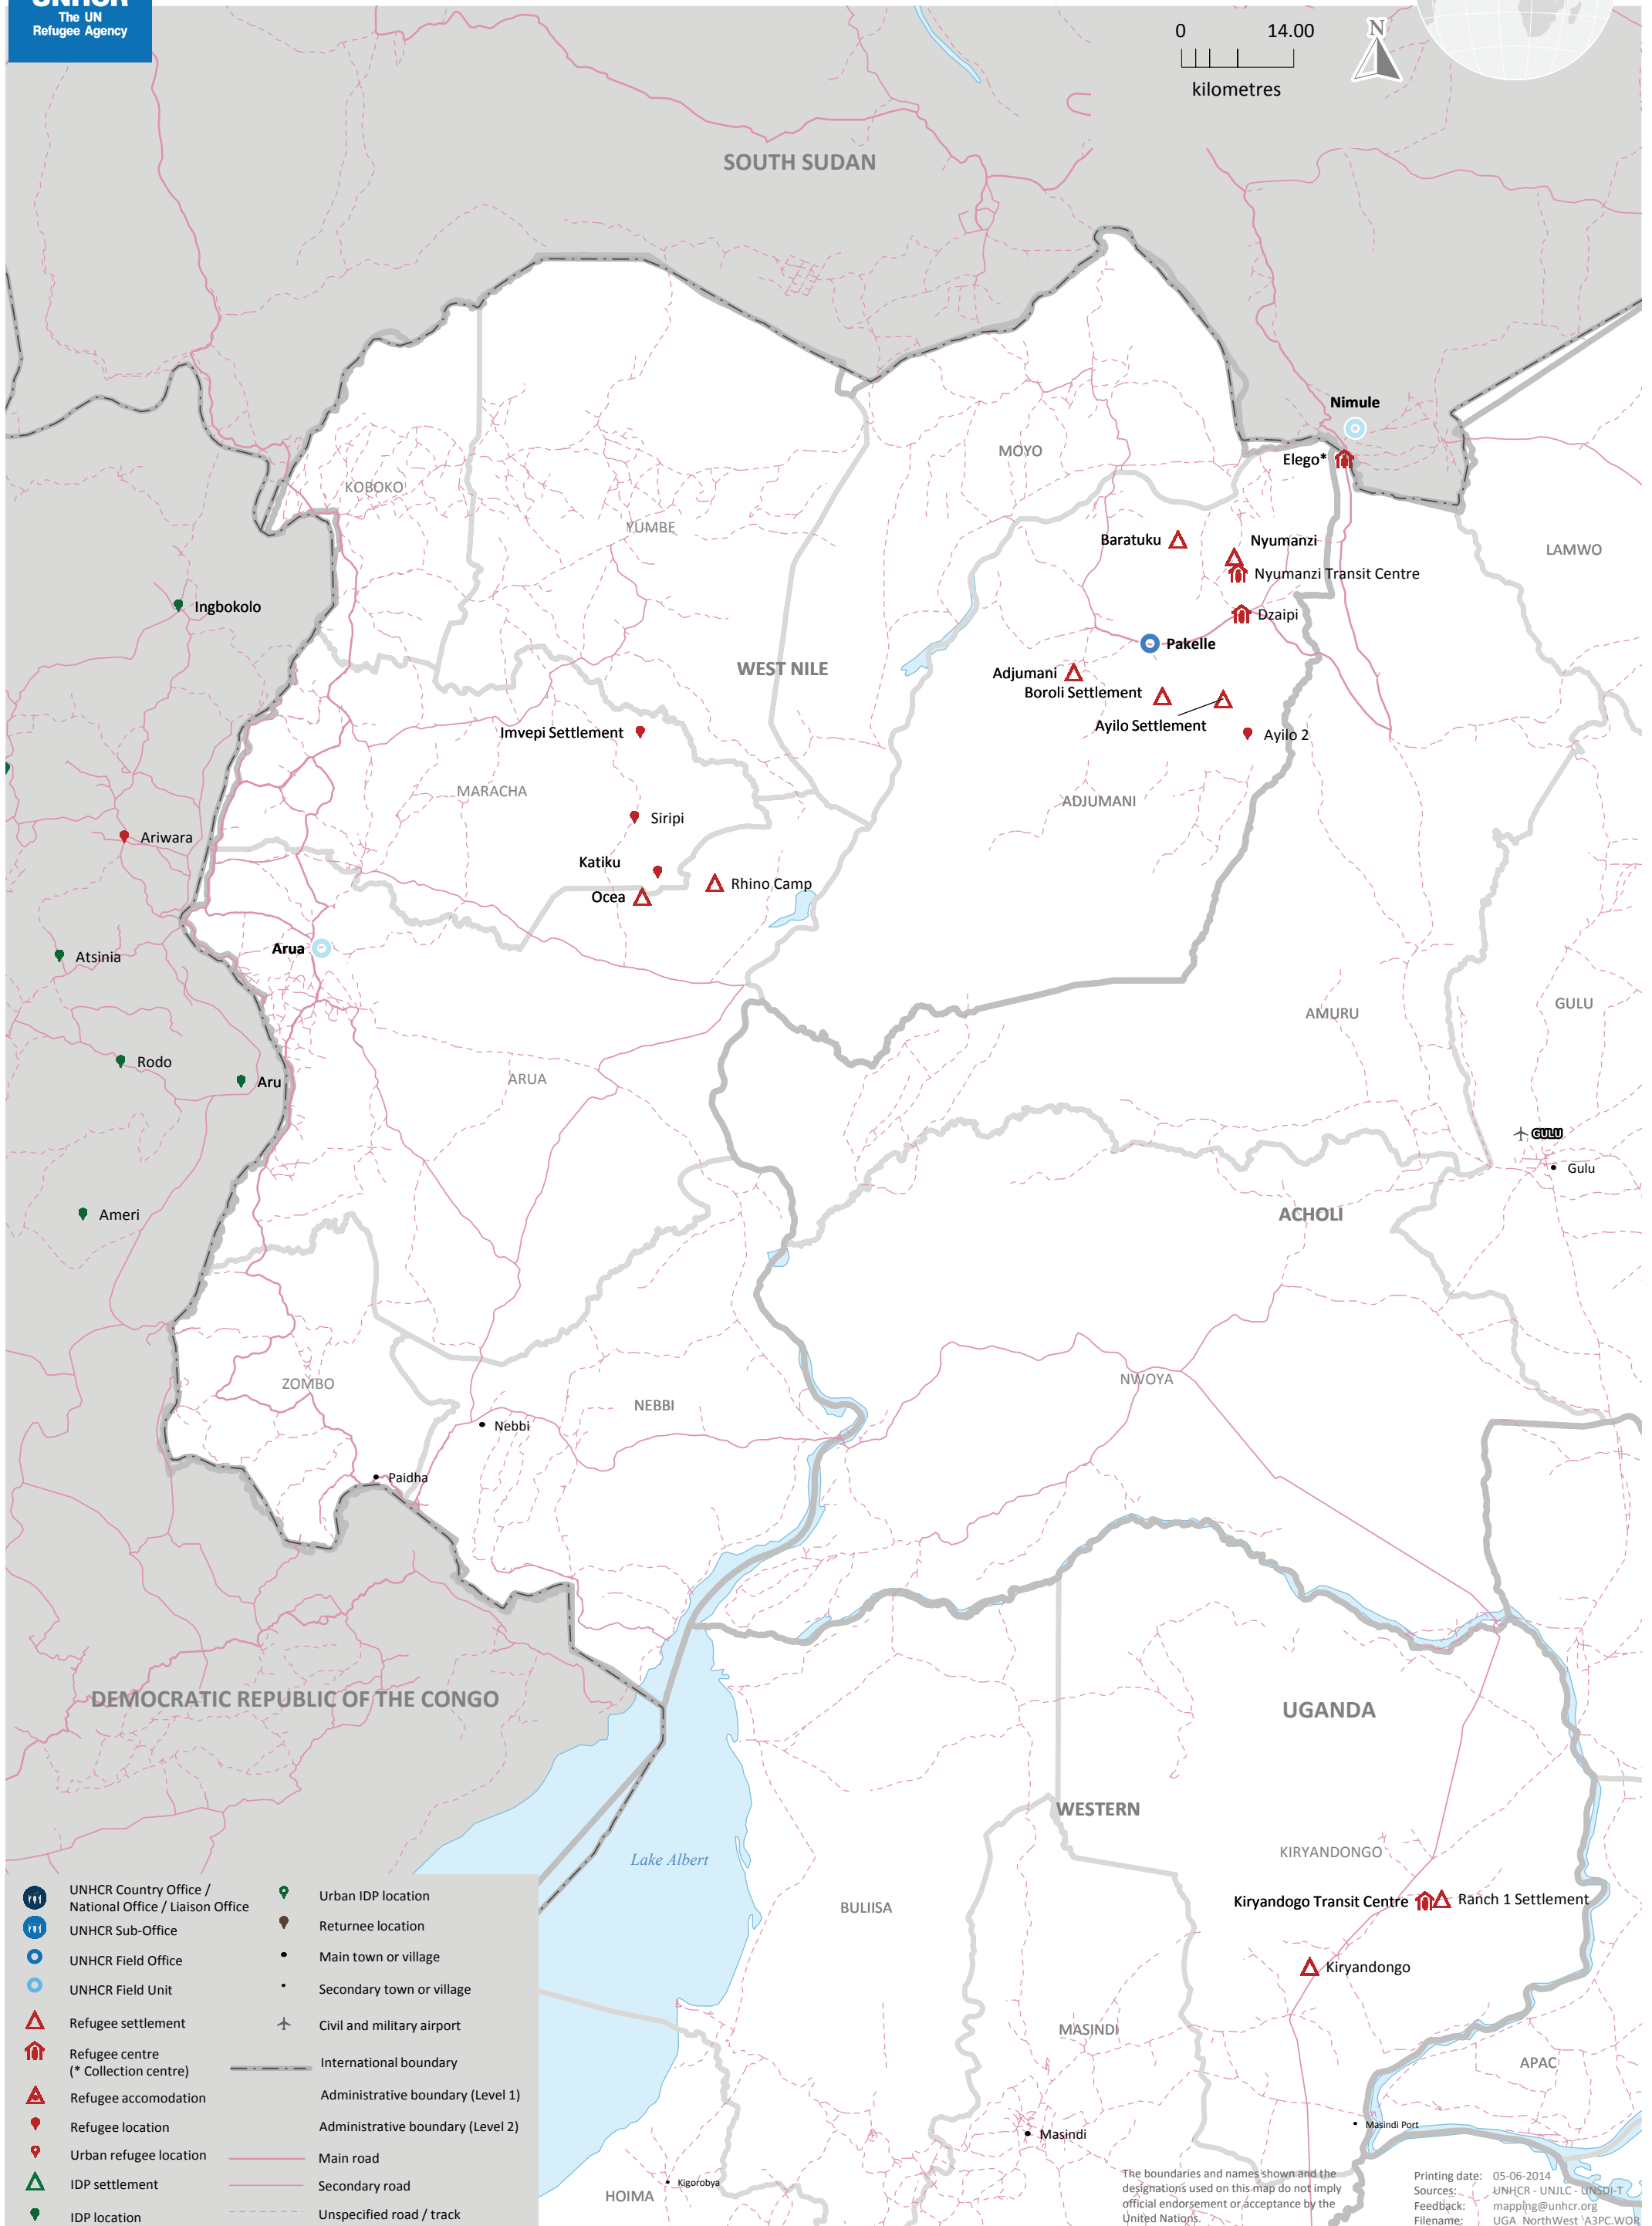 UNHCR
The UN
Refugee Agency
0 14.00
kilometres
N
SOUTH SUDAN
Nimule
Elego*
MOYO
KOBOKO
YUMBE
LAMWO
Baratuku
Nyumanzi
Nyumanzi Transit Centre
Ingbokolo
Dzaipi
Pakelle
WEST NILE
Adjumani
Boroli Settlement
Ayilo Settlement
Ayilo 2
Imvepi Settlement
MARACHA
ADJUMANI
Siripi
Ariwara
Katiku
Rhino Camp
Ocea
Arua
Atsinia
GULU
AMURU
Rodo
Aru
ARUA
GULU
Gulu
Ameri
ACHOLI
ZOMBO
NWOYA
NEBBI
Nebbi
Paidha
DEMOCRATIC REPUBLIC OF THE CONGO
UGANDA
WESTERN
Lake Albert
KIRYANDONGO
BULIISA
Kiryandogo Transit Centre
Ranch 1 Settlement
Kiryandongo
MASINDI
APAC
Masindi Port
Masindi
Kigorobya
HOIMA
UNHCR Country Office /
National Office / Liaison Office
UNHCR Sub-Office
UNHCR Field Office
UNHCR Field Unit
Refugee settlement
Refugee centre
(* Collection centre)
Refugee accomodation
Refugee location
Urban refugee location
IDP settlement
IDP location
Urban IDP location
Returnee location
Main town or village
Secondary town or village
Civil and military airport
International boundary
Administrative boundary (Level 1)
Administrative boundary (Level 2)
Main road
Secondary road
Unspecified road / track
The boundaries and names shown and the
designations used on this map do not imply
official endorsement or acceptance by the
United Nations.
Printing date: 05-06-2014
Sources: UNHCR - UNJLC - UNSDI-T
Feedback: mapping@unhcr.org
Filename: UGA_NorthWest_A3PC.WOR